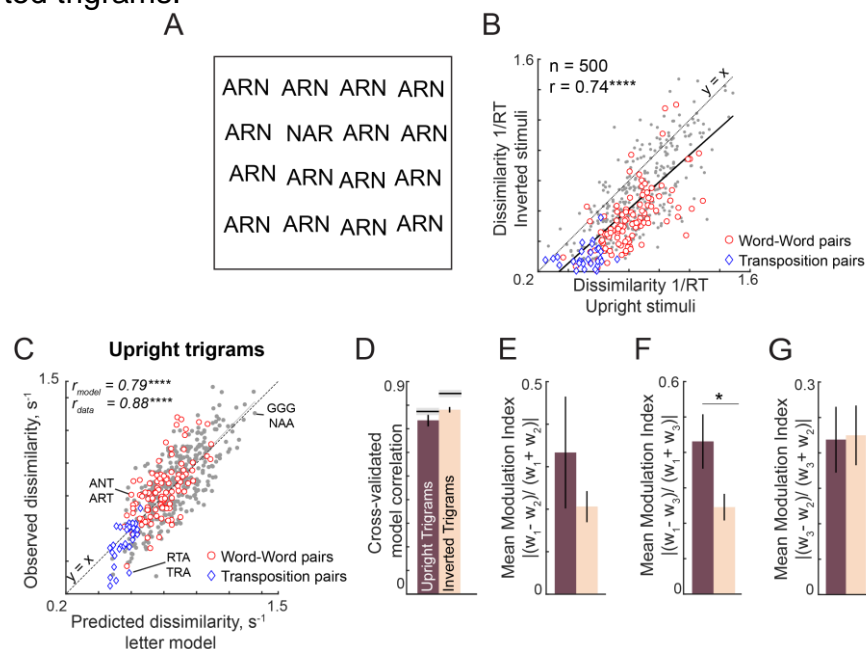 ted trigrams.
A
ARN ARN ARN ARN
ARN NAR ARN ARN
ARN ARN ARN ARN
ARN ARN ARN ARN
B
1.6
n = 500
r = 0.74****
y = x
Dissimilarity 1/RT
Inverted stimuli
Word-Word pairs
Transposition pairs
0.2
1.6
Dissimilarity 1/RT
Upright stimuli
C
Upright trigrams
1.5
r model = 0.79****
r data = 0.88****
GGG
NAA
ANT
ART
Observed dissimilarity, s-1
RTA
TRA
Word-Word pairs
Transposition pairs
y = x
0.2
1.5
Predicted dissimilarity, s-1
letter model
D
0.9
Cross-validated
model correlation
Upright Trigrams
Inverted Trigrams
0
E
0.5
Mean Modulation Index
|(w1 - w2)/ (w1 + w2)|
0
F
0.6
*
Mean Modulation Index
|(w1 - w3)/ (w1 + w3)|
0
G
0.3
Mean Modulation Index
|(w3 - w2)/ (w3 + w2)|
0